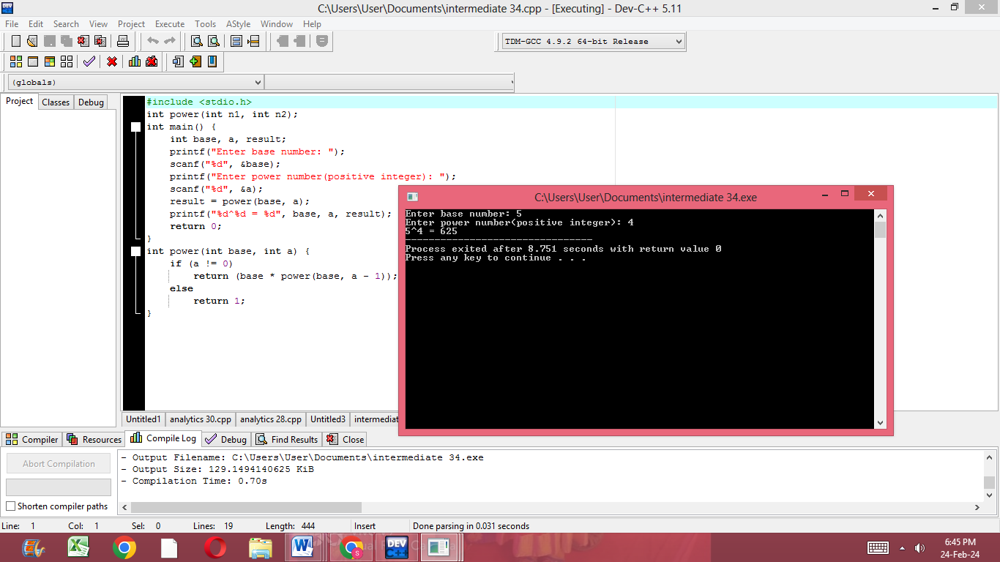 C:\Users\User\Documents\intermediate 34.cpp - [Executing] - Dev-C++ 5.11
File Edit Search View Project Execute Tools AStyle Window Help
TDM-GCC 4.9.2 64-bit Release
(globals)
Project Classes Debug
#include <stdio.h>
int power(int n1, int n2);
int main() {
int base, a, result;
printf("Enter base number: ");
scanf("%d", &base);
printf("Enter power number(positive integer): ");
scanf("%d", &a);
result = power(base, a);
printf("%d^%d = %d", base, a, result);
return 0;
}
int power(int base, int a) {
if (a != 0)
return (base * power(base, a - 1));
else
return 1;
}
C:\Users\User\Documents\intermediate 34.exe
Enter base number: 5
Enter power number(positive integer): 4
5^4 = 625
--------------------------------
Process exited after 8.751 seconds with return value 0
Press any key to continue . . .
Untitled1 analytics 30.cpp analytics 28.cpp Untitled3 intermediat
Compiler Resources Compile Log Debug Find Results Close
Abort Compilation
Shorten compiler paths
- Output Filename: C:\Users\User\Documents\intermediate 34.exe
- Output Size: 129.1494140625 KiB
- Compilation Time: 0.70s
Line: 1 Col: 1 Sel: 0 Lines: 19 Length: 444 Insert Done parsing in 0.031 seconds
DEV C++
6:45 PM
24-Feb-24